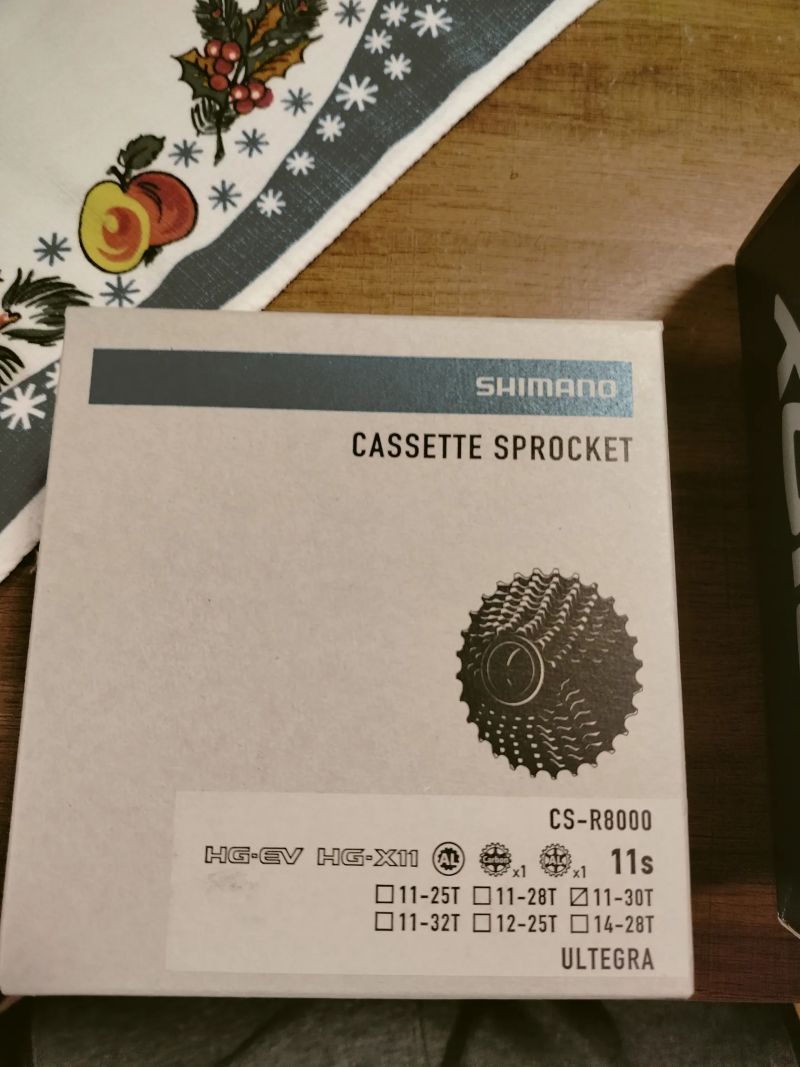 SHIMANO
CASSETTE SPROCKET
CS-R8000
HG-EV HG-X11 AL Carbon x1 AL x1 11s
11-25T 11-28T 11-30T
11-32T 12-25T 14-28T
ULTEGRA